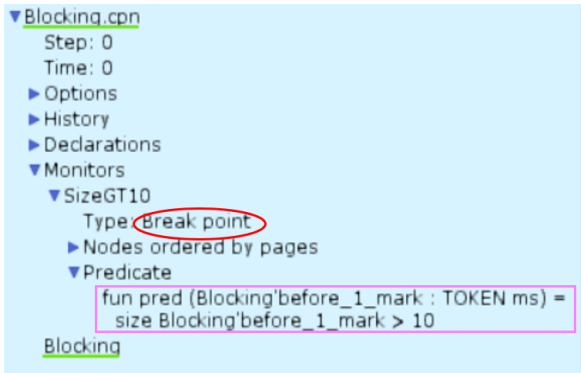 Blocking.cpn
Step: 0
Time: 0
Options
History
Declarations
Monitors
SizeGT10
Type: Break point
Nodes ordered by pages
Predicate
fun pred (Blocking'before_1_mark : TOKEN ms) =
size Blocking'before_1_mark > 10
Blocking